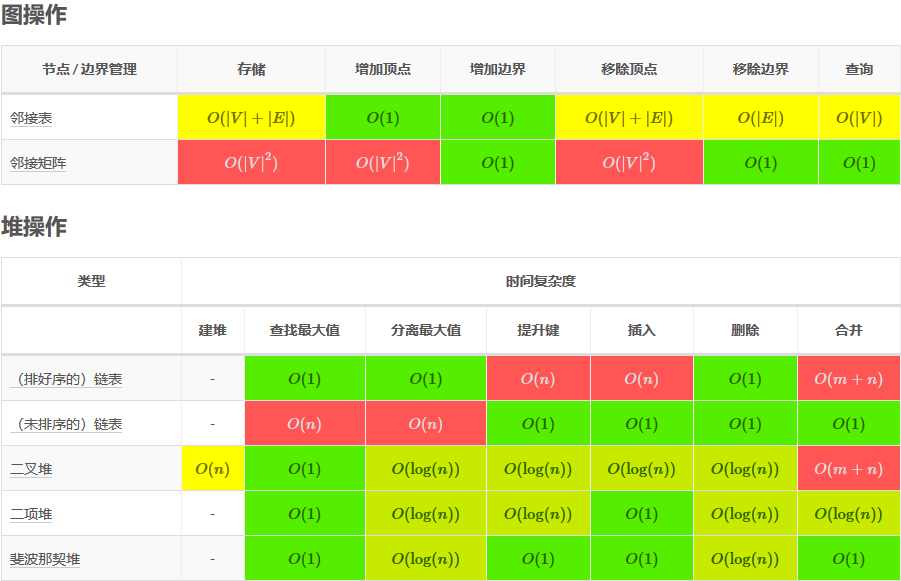 图操作
节点 / 边界管理 存储 增加顶点 增加边界 移除顶点 移除边界 查询
邻接表 O(|V| + |E|) O(1) O(1) O(|V| + |E|) O(|E|) O(|V|)
邻接矩阵 O(|V|²) O(|V|²) O(1) O(|V|²) O(1) O(1)
堆操作
类型 时间复杂度
建堆 查找最大值 分离最大值 提升键 插入 删除 合并
（排好序的）链表 - O(1) O(1) O(n) O(n) O(1) O(m + n)
（未排序的）链表 - O(n) O(n) O(1) O(1) O(1) O(1)
二叉堆 O(n) O(1) O(log(n)) O(log(n)) O(log(n)) O(log(n)) O(m + n)
二项堆 - O(1) O(log(n)) O(log(n)) O(1) O(log(n)) O(log(n))
斐波那契堆 - O(1) O(log(n)) O(1) O(1) O(log(n)) O(1)